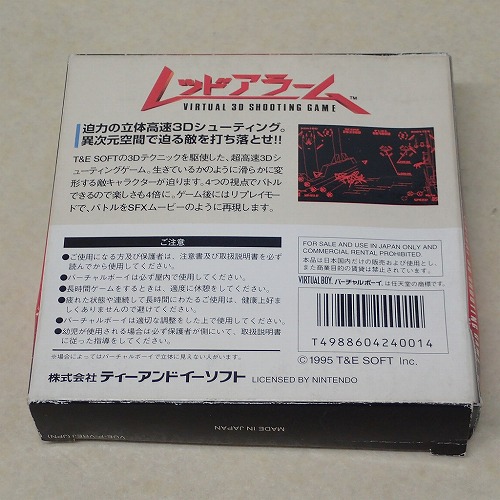 レッドアラーム™
VIRTUAL 3D SHOOTING GAME
迫力の立体高速3Dシューティング。
異次元空間で迫る敵を打ち落とせ!!
T&E SOFTの3Dテクニックを駆使した、超高速3Dシ
ューティングゲーム。生きているかのように滑らかに変
形する敵キャラクターが迫ります。4つの視点でバトル
できるので楽しさも4倍に。ゲーム後にはリプレイモー
ドで、バトルをSFXムービーのように再現します。
ご注意
●ご使用になる方及び保護者は、注意書及び取扱説明書を必ず
読んでから使用してください。
●バーチャルボーイは必ず屋内で使用してください。
●長時間ゲームをするときは、適度に休憩をしてください。
●疲れた状態や連続して長時間にわたるご使用は、健康上好ま
しくありませんので避けてください。
●バーチャルボーイは適切な調整をした上で使用してください。
●幼児が使用される場合は必ず保護者が側にいて、取扱説明書
に従った指導をしてください。
※場合によってはバーチャルボーイで立体に見えない人がいます。
FOR SALE AND USE IN JAPAN ONLY AND
COMMERCIAL RENTAL PROHIBITED.
本品は日本国内だけの販売および使用とし、
また商業目的の賃貸は禁止されています。
VIRTUAL BOY, バーチャルボーイ は任天堂の商標です。
T4988604240014
©1995 T&E SOFT Inc.
株式会社 ティーアンドイーソフト LICENSED BY NINTENDO
MADE IN JAPAN